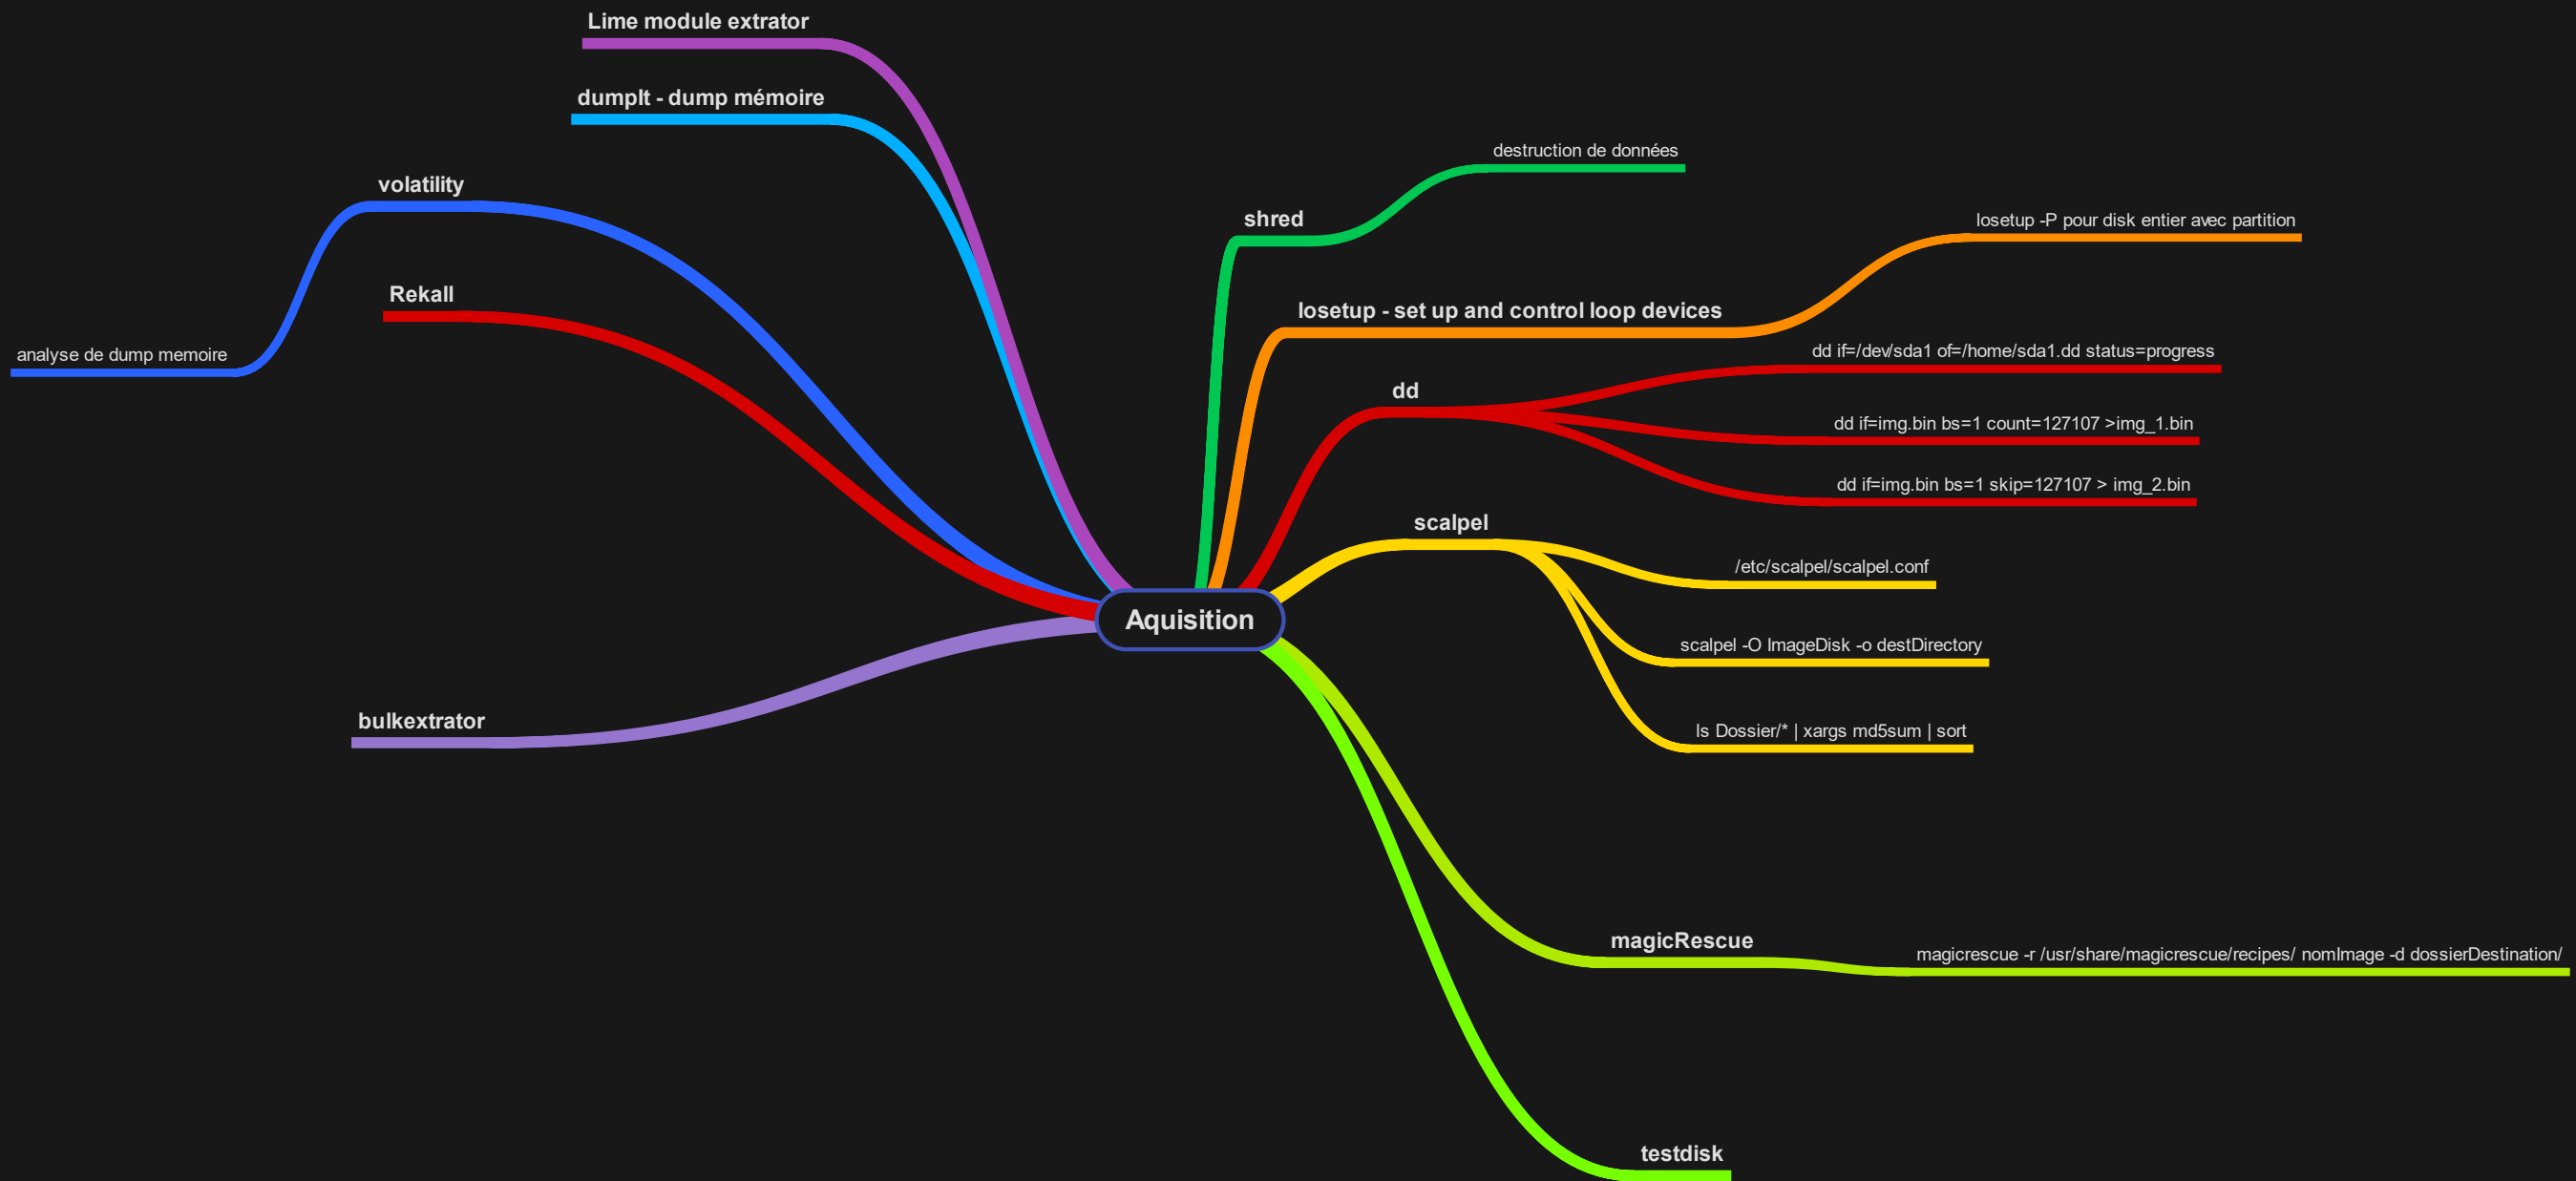 Lime module extrator
dumpIt - dump mémoire
volatility
analyse de dump memoire
Rekall
bulkextrator
Aquisition
shred
destruction de données
losetup - set up and control loop devices
losetup -P pour disk entier avec partition
dd
dd if=/dev/sda1 of=/home/sda1.dd status=progress
dd if=img.bin bs=1 count=127107 >img_1.bin
dd if=img.bin bs=1 skip=127107 > img_2.bin
scalpel
/etc/scalpel/scalpel.conf
scalpel -O ImageDisk -o destDirectory
ls Dossier/* | xargs md5sum | sort
magicRescue
magicrescue -r /usr/share/magicrescue/recipes/ nomImage -d dossierDestination/
testdisk